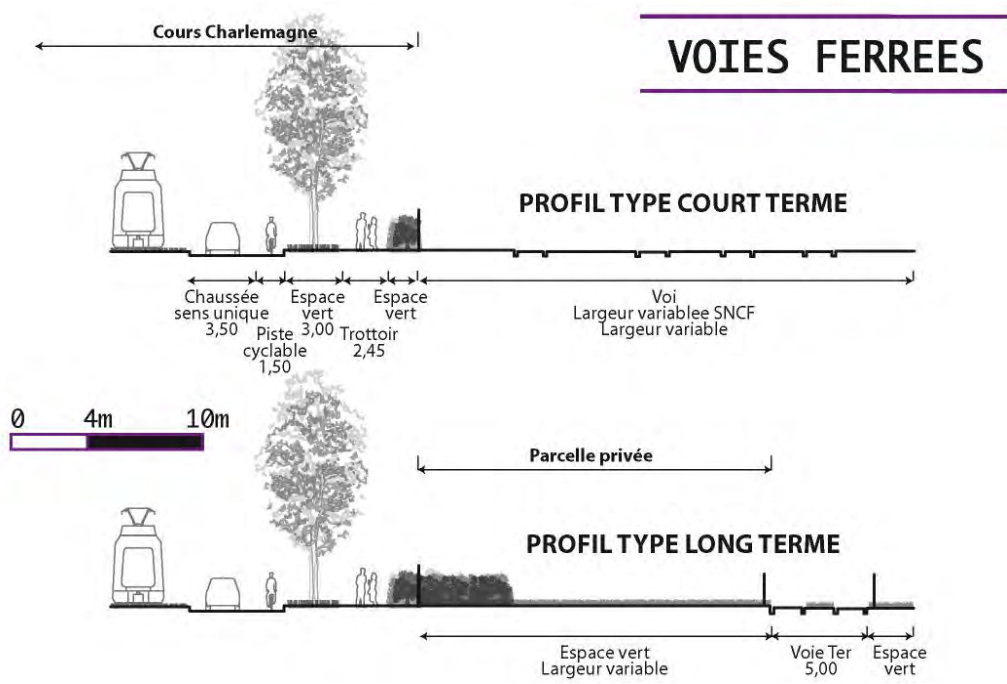 Cours Charlemagne
VOIES FERREES
PROFIL TYPE COURT TERME
Chaussée
sens unique
3,50
Piste
cyclable
1,50
Espace
vert
3,00
Trottoir
2,45
Espace
vert
Voi
Largeur variablee SNCF
Largeur variable
0 4m 10m
Parcelle privée
PROFIL TYPE LONG TERME
Espace vert
Largeur variable
Voie Ter
5,00
Espace
vert